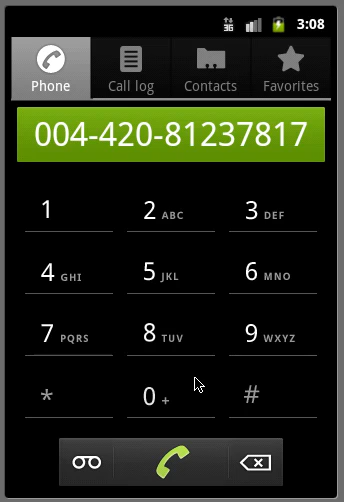 3G 3:08
Phone Call log Contacts Favorites
004-420-81237817
1 2 ABC 3 DEF
4 GHI 5 JKL 6 MNO
7 PQRS 8 TUV 9 WXYZ
* 0 + #